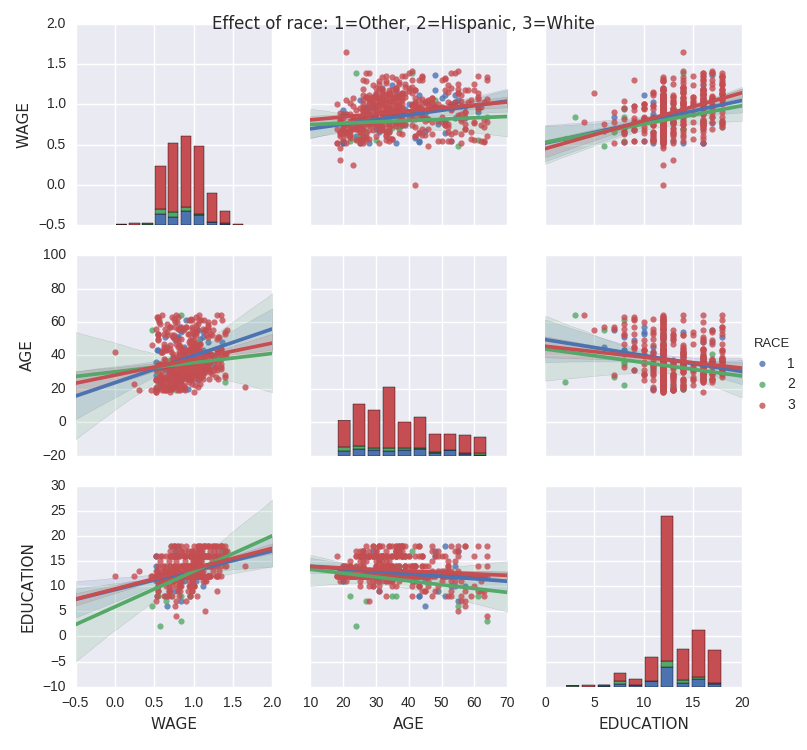 Effect of race: 1=Other, 2=Hispanic, 3=White
2.0
1.5
1.0
0.5
0.0
−0.5
WAGE
100
80
60
40
20
0
−20
AGE
RACE
1
2
3
30
25
20
15
10
5
0
−5
−10
EDUCATION
−0.5 0.0 0.5 1.0 1.5 2.0
10 20 30 40 50 60 70
0 5 10 15 20
WAGE
AGE
EDUCATION